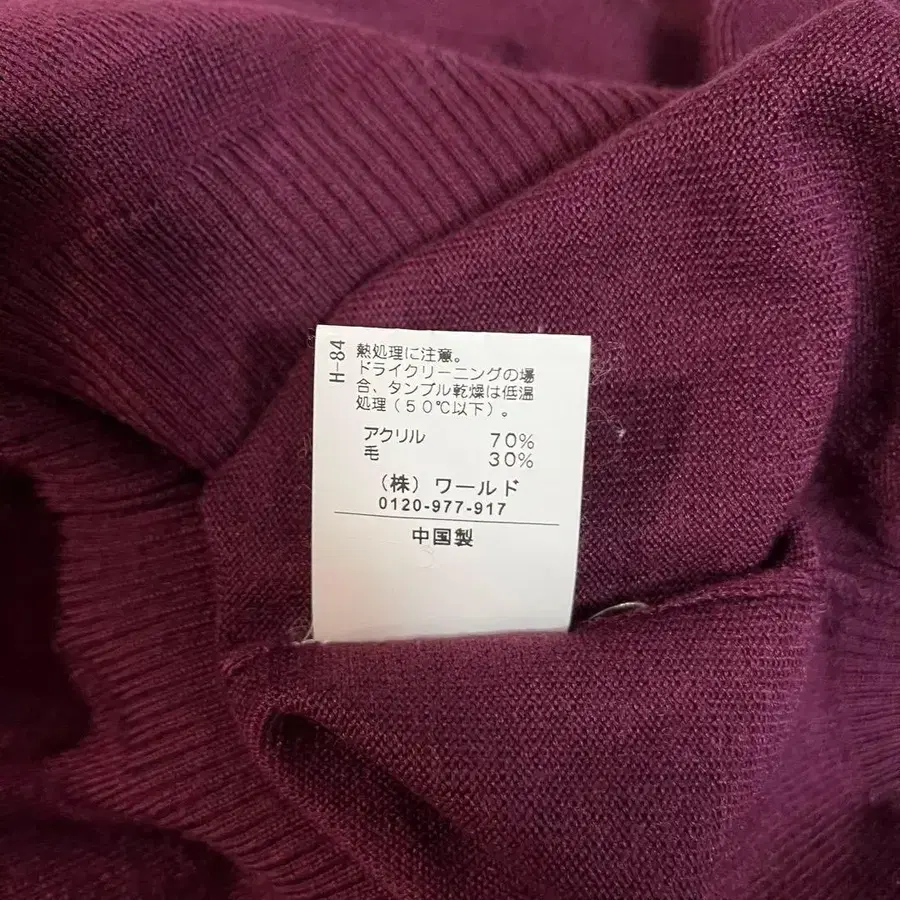 H-84
熱処理に注意。
ドライクリーニングの場
合、タンブル乾燥は低温
処理(50℃以下)。
アクリル 70%
毛 30%
(株)ワールド
0120-977-917
中国製